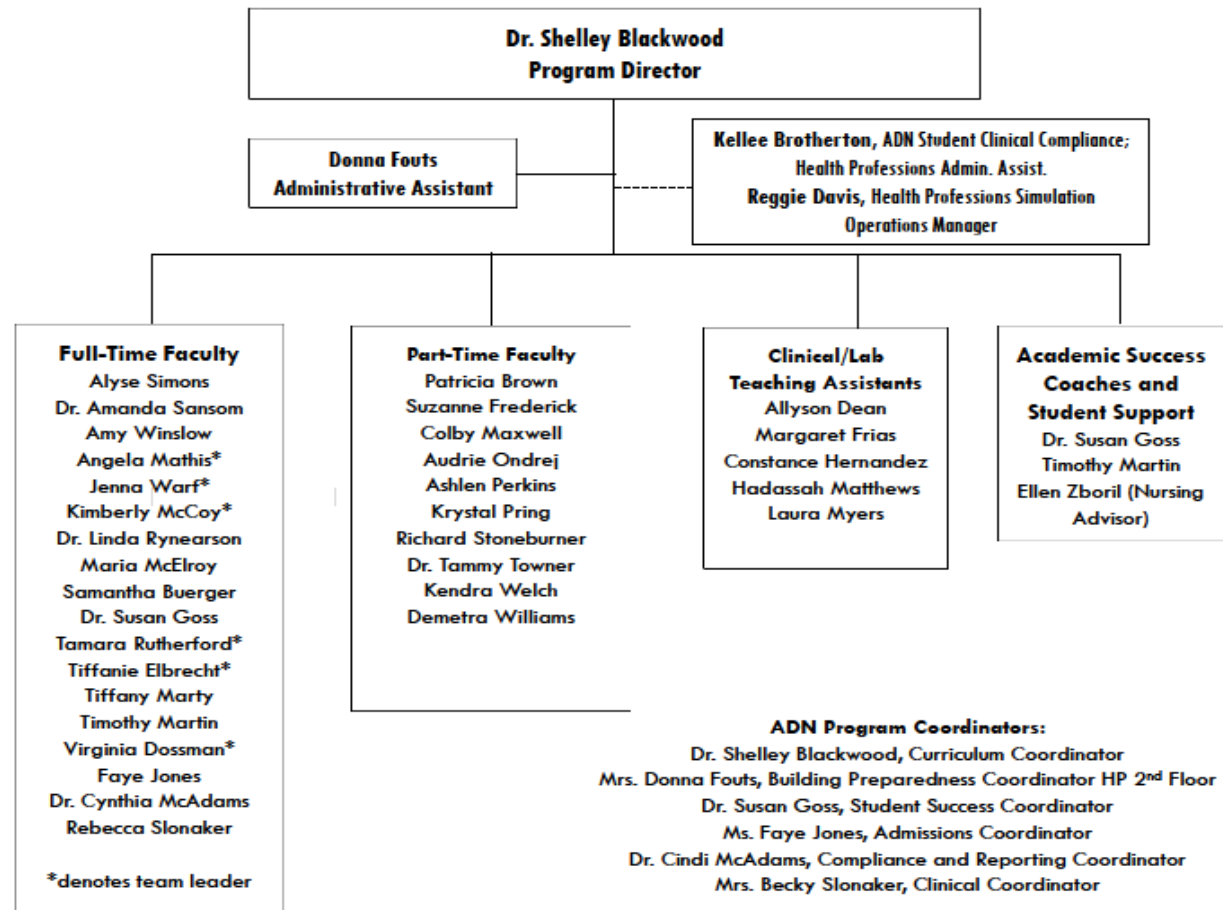 Dr. Shelley Blackwood
Program Director
Donna Fouts
Administrative Assistant
Kellee Brotherton, ADN Student Clinical Compliance;
Health Professions Admin. Assist.
Reggie Davis, Health Professions Simulation
Operations Manager
Full-Time Faculty
Alyse Simons
Dr. Amanda Sansom
Amy Winslow
Angela Mathis*
Jenna Warf*
Kimberly McCoy*
Dr. Linda Rynearson
Maria McElroy
Samantha Buerger
Dr. Susan Goss
Tamara Rutherford*
Tiffanie Elbrecht*
Tiffany Marty
Timothy Martin
Virginia Dossman*
Faye Jones
Dr. Cynthia McAdams
Rebecca Slonaker
*denotes team leader
Part-Time Faculty
Patricia Brown
Suzanne Frederick
Colby Maxwell
Audrie Ondrej
Ashlen Perkins
Krystal Pring
Richard Stoneburner
Dr. Tammy Towner
Kendra Welch
Demetra Williams
Clinical/Lab
Teaching Assistants
Allyson Dean
Margaret Frias
Constance Hernandez
Hadassah Matthews
Laura Myers
Academic Success
Coaches and
Student Support
Dr. Susan Goss
Timothy Martin
Ellen Zboril (Nursing
Advisor)
ADN Program Coordinators:
Dr. Shelley Blackwood, Curriculum Coordinator
Mrs. Donna Fouts, Building Preparedness Coordinator HP 2nd Floor
Dr. Susan Goss, Student Success Coordinator
Ms. Faye Jones, Admissions Coordinator
Dr. Cindi McAdams, Compliance and Reporting Coordinator
Mrs. Becky Slonaker, Clinical Coordinator